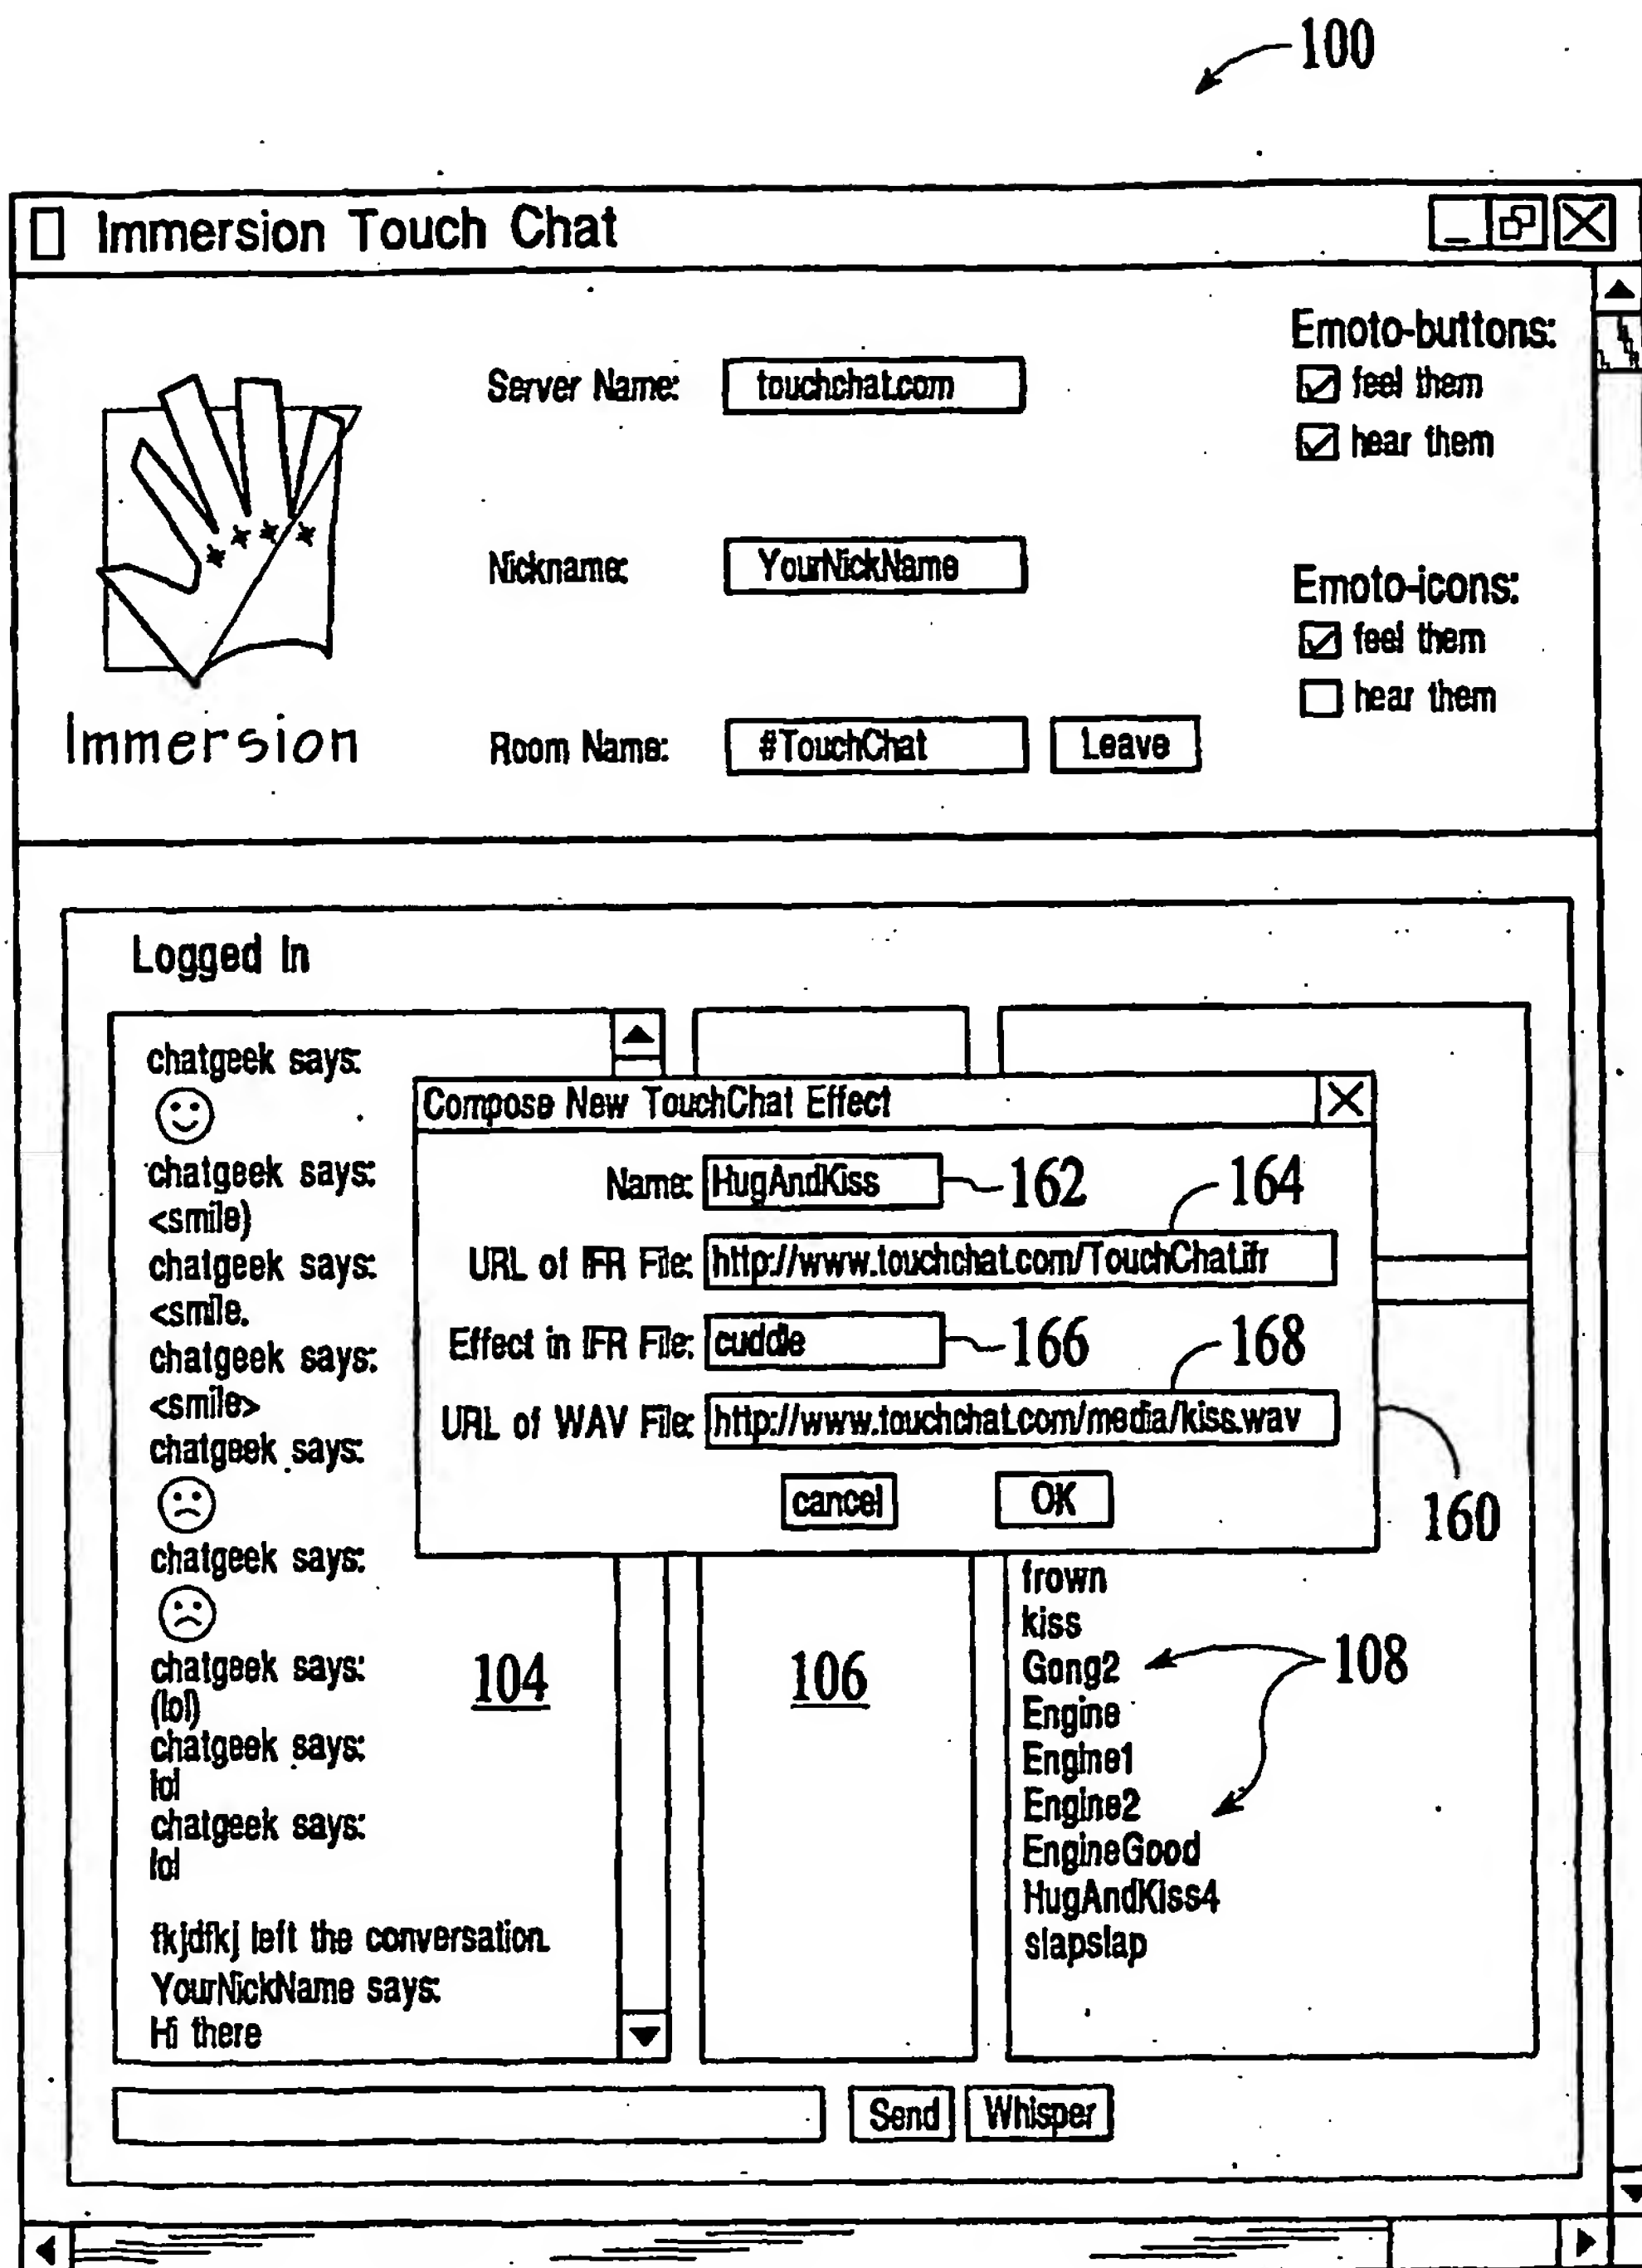 100
Immersion Touch Chat
Emoto-buttons:
Server Name: touchchat.com
feel them
hear them
Nickname: YourNickName
Emoto-icons:
feel them
hear them
Immersion
Room Name: #TouchChat Leave
Logged In
chatgeek says:
chatgeek says:
<smile)
chatgeek says:
<smile.
chatgeek says:
<smile>
chatgeek says:
chatgeek says:
chatgeek says:
(lol)
chatgeek says:
lol
chatgeek says:
lol
fkjdfkj left the conversation.
YourNickName says:
Hi there
104
Compose New TouchChat Effect
Name: HugAndKiss 162
164
URL of IFR File: http://www.touchchat.com/TouchChat.ifr
Effect in IFR File: cuddle 166
168
URL of WAV File: http://www.touchchat.com/media/kiss.wav
cancel OK
160
106
frown
kiss
Gong2
108
Engine
Engine1
Engine2
EngineGood
HugAndKiss4
slapslap
Send Whisper